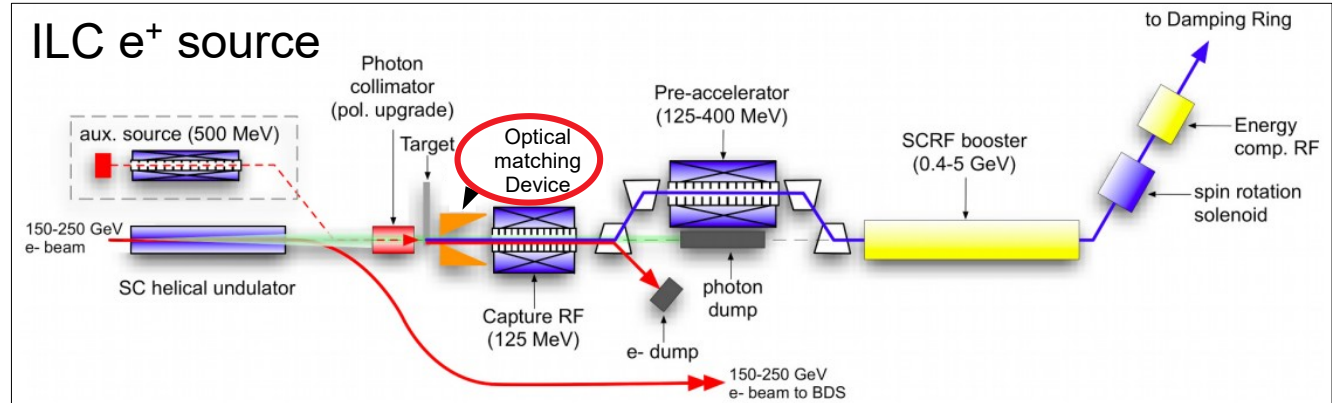 ILC e⁺ source
to Damping Ring
Photon
collimator
(pol. upgrade)
Pre-accelerator
(125-400 MeV)
aux. source (500 MeV)
Target
Optical
matching
Device
SCRF booster
(0.4-5 GeV)
Energy
comp. RF
spin rotation
solenoid
150-250 GeV
e- beam
SC helical undulator
Capture RF
(125 MeV)
photon
dump
e- dump
150-250 GeV
e- beam to BDS